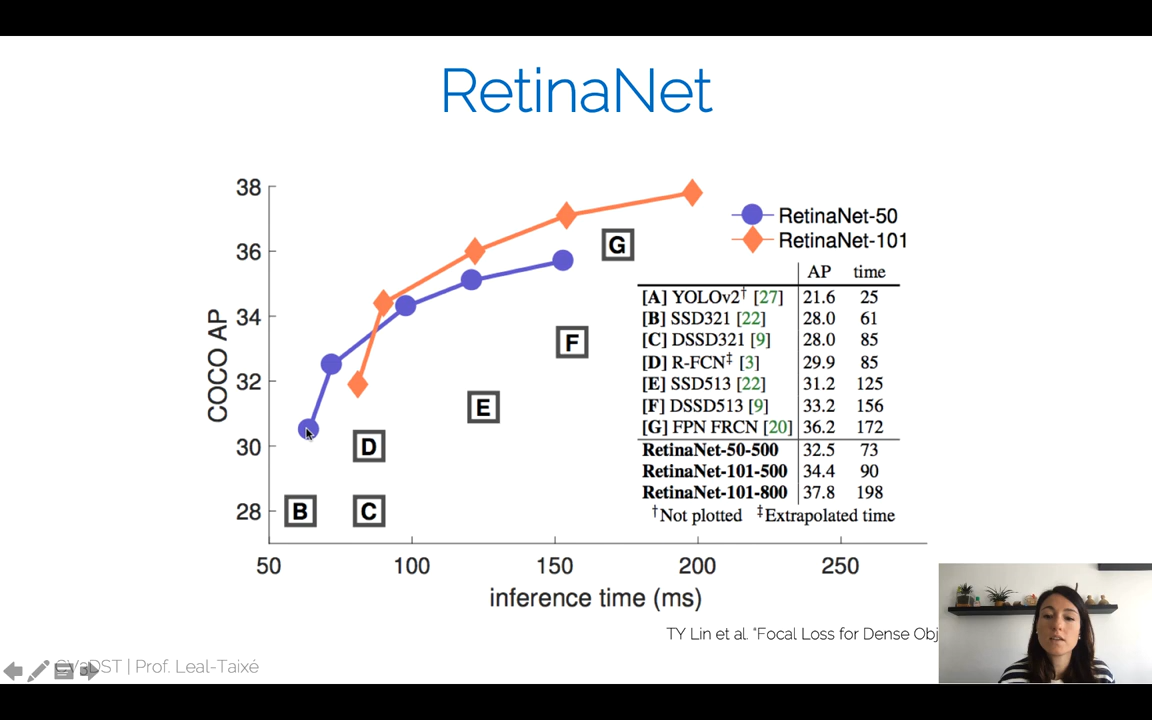 RetinaNet
38
36
34
32
30
28
COCO AP
50
100
150
200
250
inference time (ms)
B
C
D
E
F
G
RetinaNet-50
RetinaNet-101
AP time
[A] YOLOv2† [27] 21.6 25
[B] SSD321 [22] 28.0 61
[C] DSSD321 [9] 28.0 85
[D] R-FCN‡ [3] 29.9 85
[E] SSD513 [22] 31.2 125
[F] DSSD513 [9] 33.2 156
[G] FPN FRCN [20] 36.2 172
RetinaNet-50-500 32.5 73
RetinaNet-101-500 34.4 90
RetinaNet-101-800 37.8 198
†Not plotted ‡Extrapolated time
TY Lin et al. “Focal Loss for Dense Obj
CV3DST | Prof. Leal-Taixé